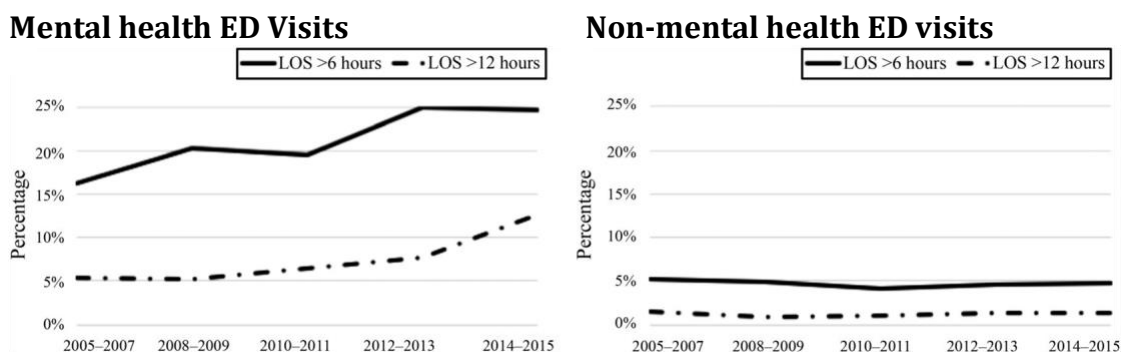 Mental health ED Visits
LOS >6 hours LOS >12 hours
25%
20%
15%
10%
5%
0%
Percentage
2005–2007 2008–2009 2010–2011 2012–2013 2014–2015
Non-mental health ED visits
LOS >6 hours LOS >12 hours
25%
20%
15%
10%
5%
0%
Percentage
2005–2007 2008–2009 2010–2011 2012–2013 2014–2015